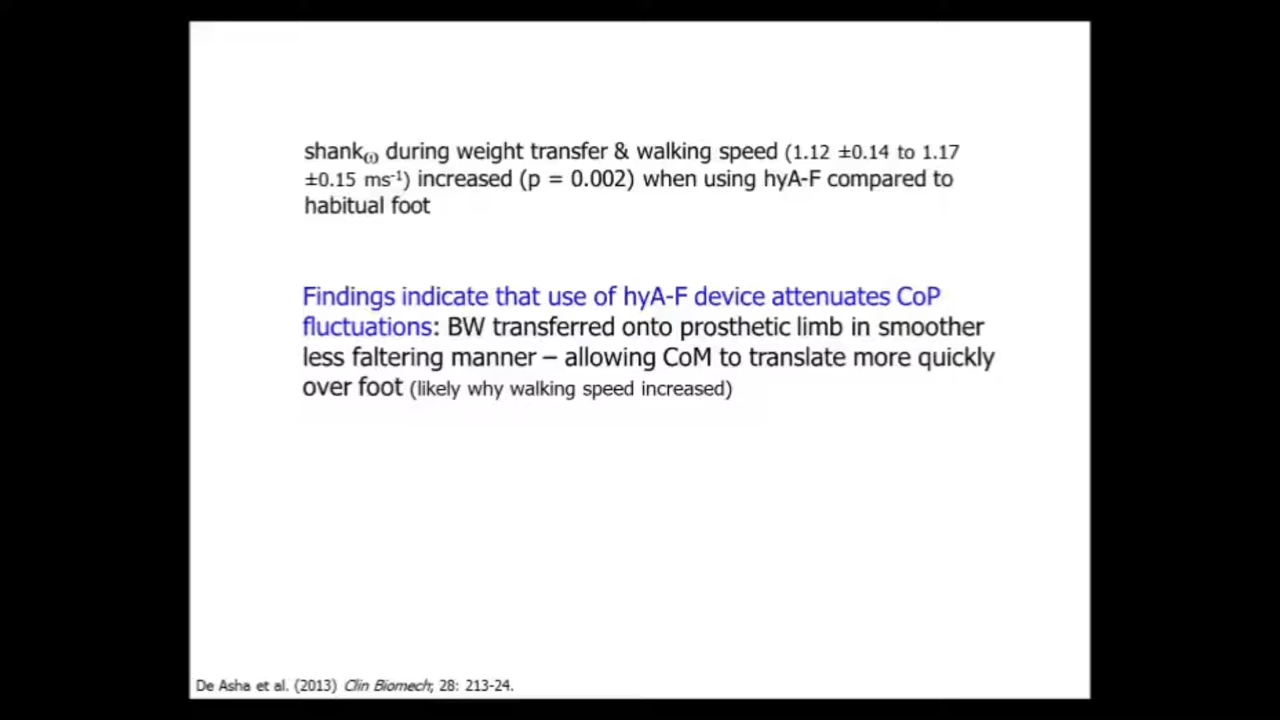 shankω during weight transfer & walking speed (1.12 ±0.14 to 1.17
±0.15 ms-1) increased (p = 0.002) when using hyA-F compared to
habitual foot
Findings indicate that use of hyA-F device attenuates CoP
fluctuations: BW transferred onto prosthetic limb in smoother
less faltering manner – allowing CoM to translate more quickly
over foot (likely why walking speed increased)
De Asha et al. (2013) Clin Biomech, 28: 213-24.